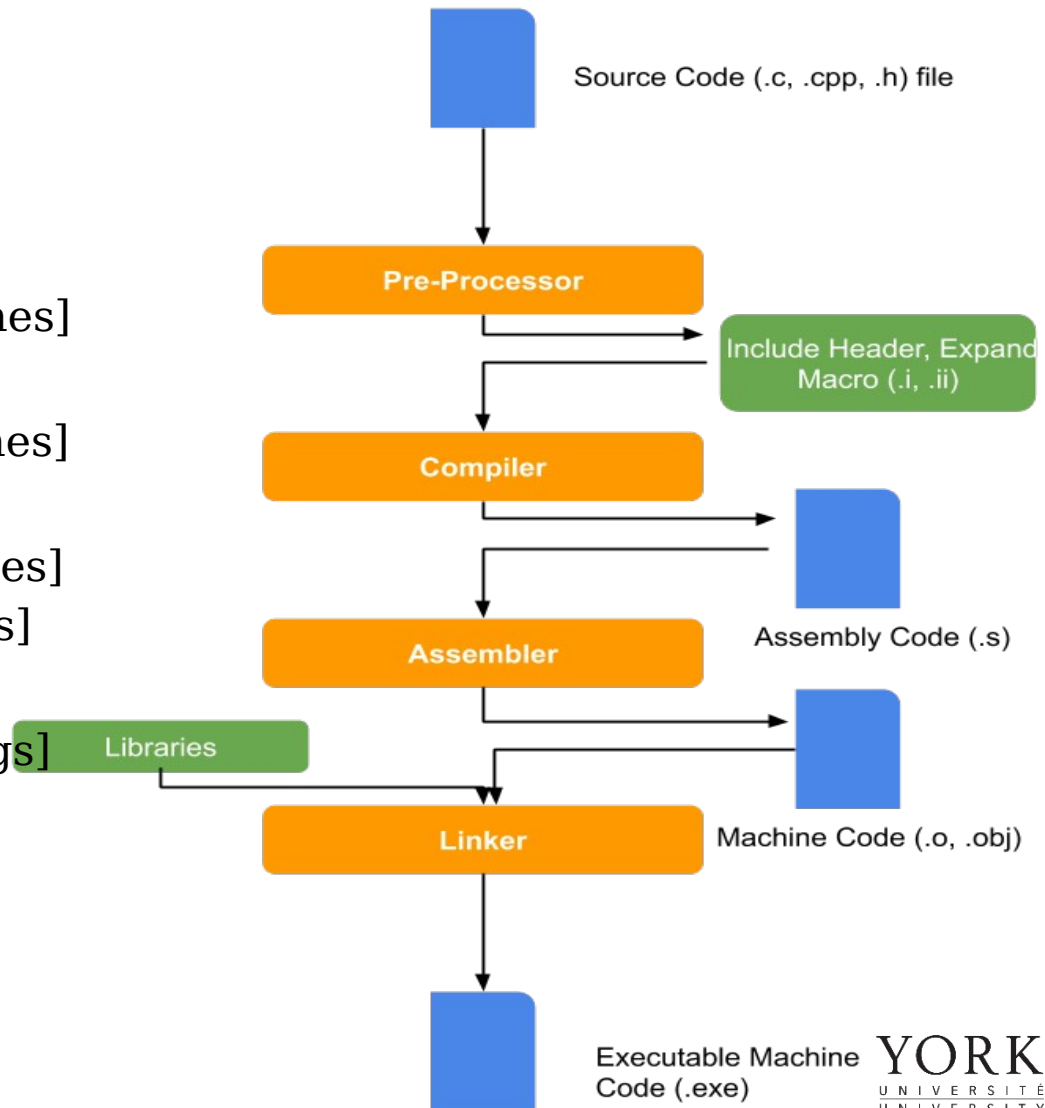 Source Code (.c, .cpp, .h) file
Pre-Processor
nes]
Include Header, Expand
Macro (.i, .ii)
nes]
Compiler
es]
s]
Assembly Code (.s)
Assembler
gs]
Libraries
Linker
Machine Code (.o, .obj)
Executable Machine
Code (.exe)
YORK
UNIVERSITÉ
UNIVERSITY